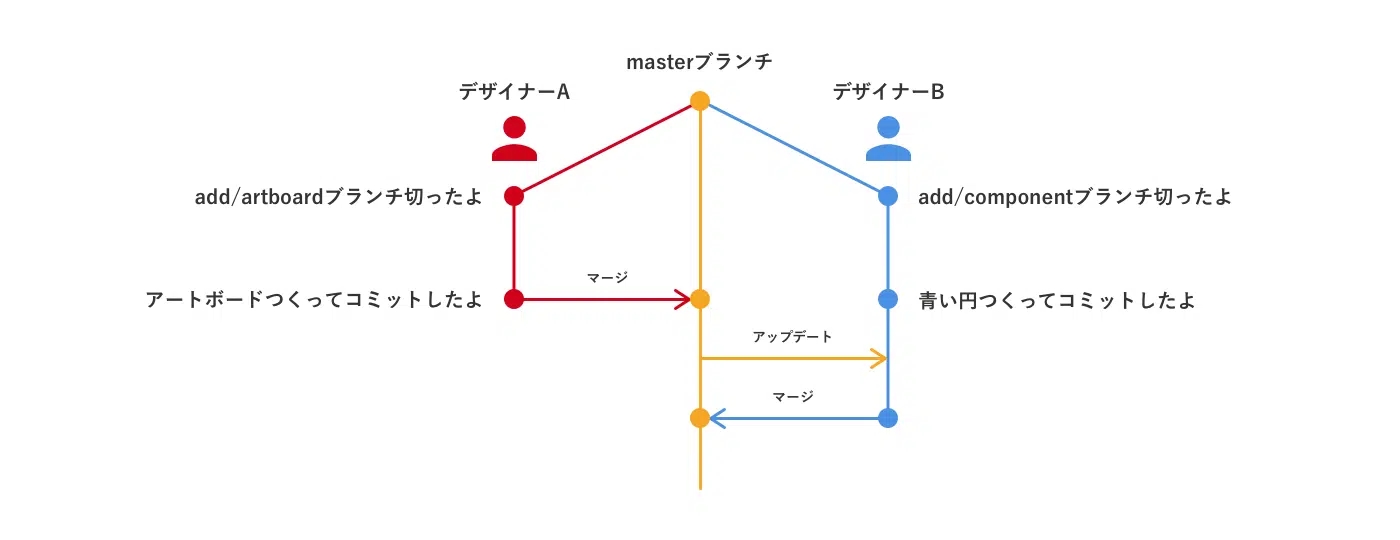 masterブランチ
デザイナーA
デザイナーB
add/artboardブランチ切ったよ
add/componentブランチ切ったよ
マージ
アートボードつくってコミットしたよ
青い円つくってコミットしたよ
アップデート
マージ